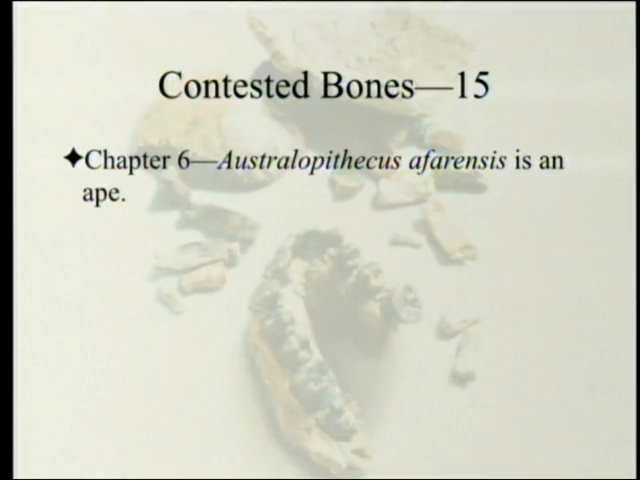 Contested Bones—15
✦Chapter 6—Australopithecus afarensis is an
ape.